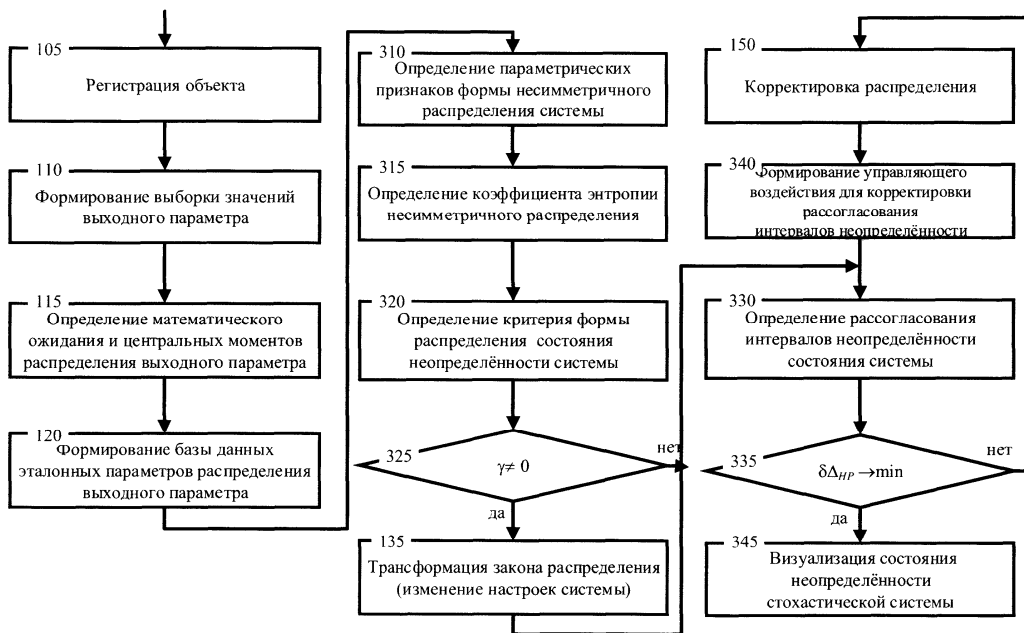 105
Регистрация объекта
110
Формирование выборки значений
выходного параметра
115
Определение математического
ожидания и центральных моментов
распределения выходного параметра
120
Формирование базы данных
эталонных параметров распределения
выходного параметра
310
Определение параметрических
признаков формы несимметричного
распределения системы
315
Определение коэффициента энтропии
несимметричного распределения
320
Определение критерия формы
распределения состояния
неопределённости системы
325
γ≠ 0
нет
да
135
Трансформация закона распределения
(изменение настроек системы)
150
Корректировка распределения
340
Формирование управляющего
воздействия для корректировки
рассогласования
интервалов неопределённости
330
Определение рассогласования
интервалов неопределённости
состояния системы
335
δΔНР →min
нет
да
345
Визуализация состояния
неопределённости
стохастической системы